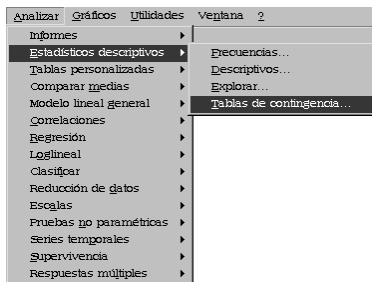 Analizar Gráficos Utilidades Ventana ?
Informes
Estadísticos descriptivos
Tablas personalizadas
Comparar medias
Modelo lineal general
Correlaciones
Regresión
Loglineal
Clasificar
Reducción de datos
Escalas
Pruebas no paramétricas
Series temporales
Supervivencia
Respuestas múltiples
Frecuencias...
Descriptivos...
Explorar...
Tablas de contingencia...